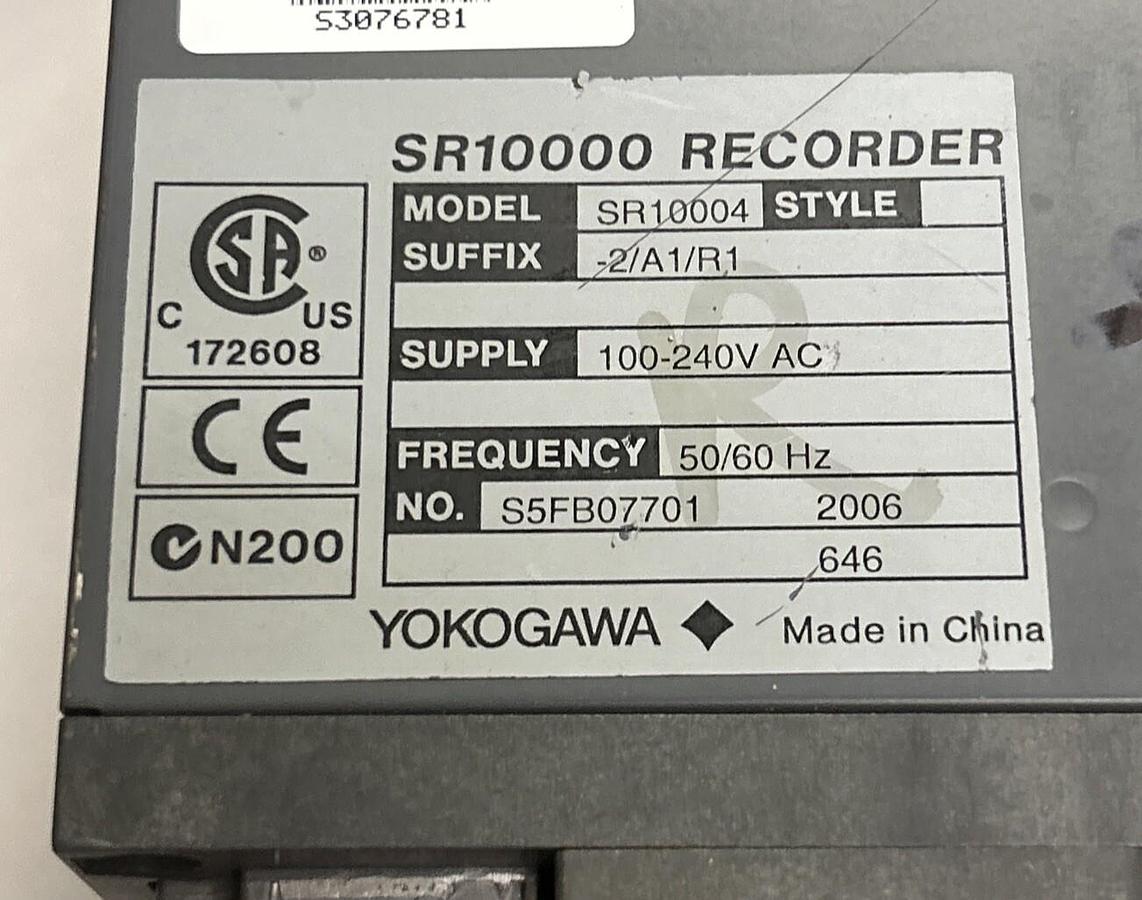 S3076781
SR10000 RECORDER
MODEL SR10004 STYLE
SUFFIX -2/A1/R1
SUPPLY 100-240V AC
FREQUENCY 50/60 Hz
NO. S5FB07701 2006
646
YOKOGAWA Made in China
SA ®
C US
172608
CE
N200